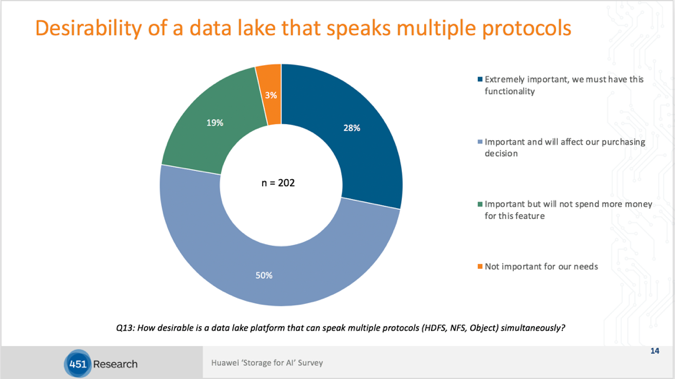 Desirability of a data lake that speaks multiple protocols
3%
28%
19%
n = 202
50%
Extremely important, we must have this
functionality
Important and will affect our purchasing
decision
Important but will not spend more money
for this feature
Not important for our needs
Q13: How desirable is a data lake platform that can speak multiple protocols (HDFS, NFS, Object) simultaneously?
14
451 Research
Huawei ‘Storage for AI’ Survey